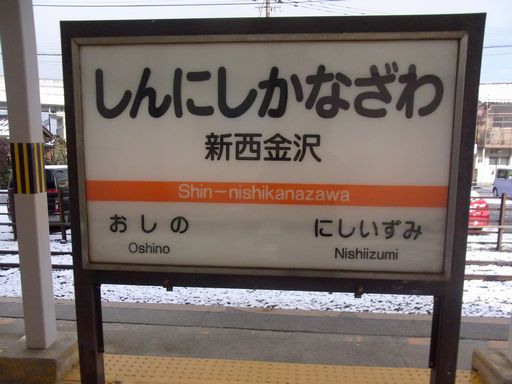 しんにしかなざわ
新西金沢
Shin-nishikanazawa
おしの にしいずみ
Oshino Nishiizumi